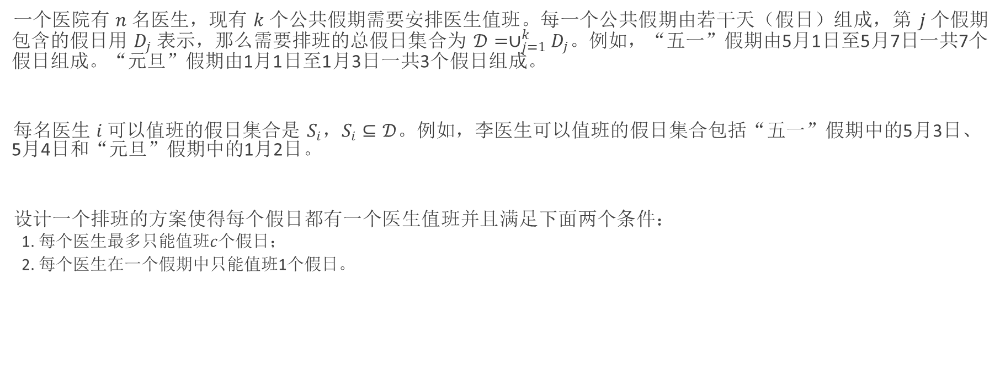 一个医院有 n 名医生，现有 k 个公共假期需要安排医生值班。每一个公共假期由若干天（假日）组成，第 j 个假期
包含的假日用 D_j 表示，那么需要排班的总假日集合为 𝒟 =∪_{j=1}^{k} D_j。例如，“五一”假期由5月1日至5月7日一共7个
假日组成。“元旦”假期由1月1日至1月3日一共3个假日组成。
每名医生 i 可以值班的假日集合是 S_i，S_i ⊆ 𝒟。例如，李医生可以值班的假日集合包括“五一”假期中的5月3日、
5月4日和“元旦”假期中的1月2日。
设计一个排班的方案使得每个假日都有一个医生值班并且满足下面两个条件：
1. 每个医生最多只能值班c个假日；
2. 每个医生在一个假期中只能值班1个假日。